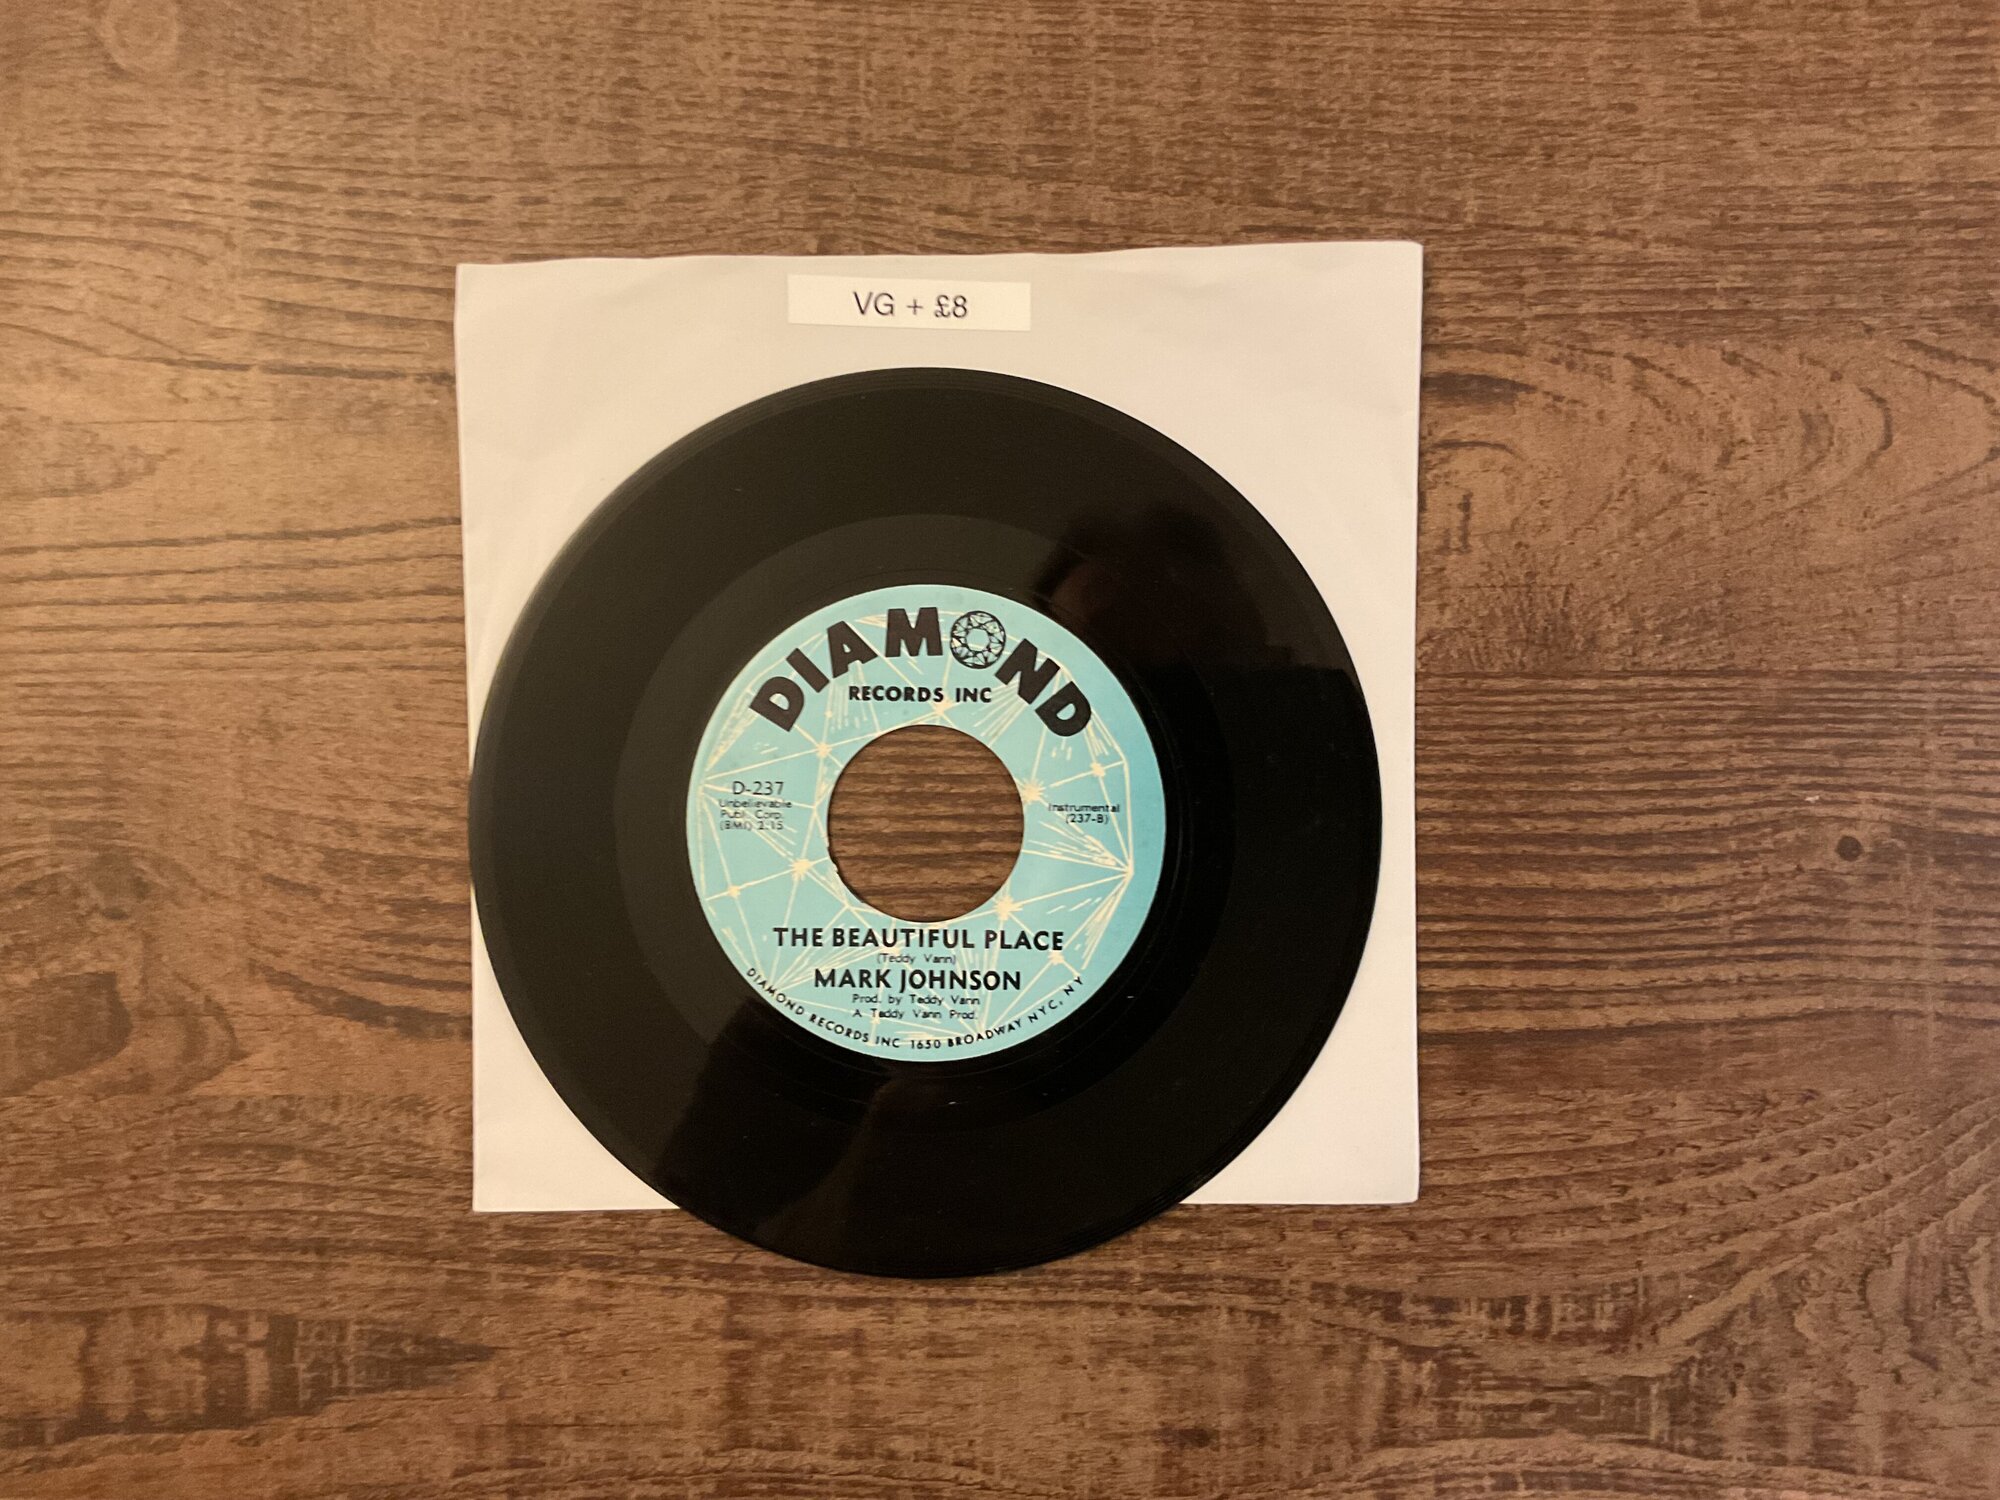 VG + £8
DIAMOND
RECORDS INC
D-237
Unbelievable
Publ. Corp.
(BMI) 2:15
Instrumental
(237-B)
THE BEAUTIFUL PLACE
(Teddy Vann)
MARK JOHNSON
Prod. by Teddy Vann
A Teddy Vann Prod.
DIAMOND RECORDS INC 1650 BROADWAY NYC, NY